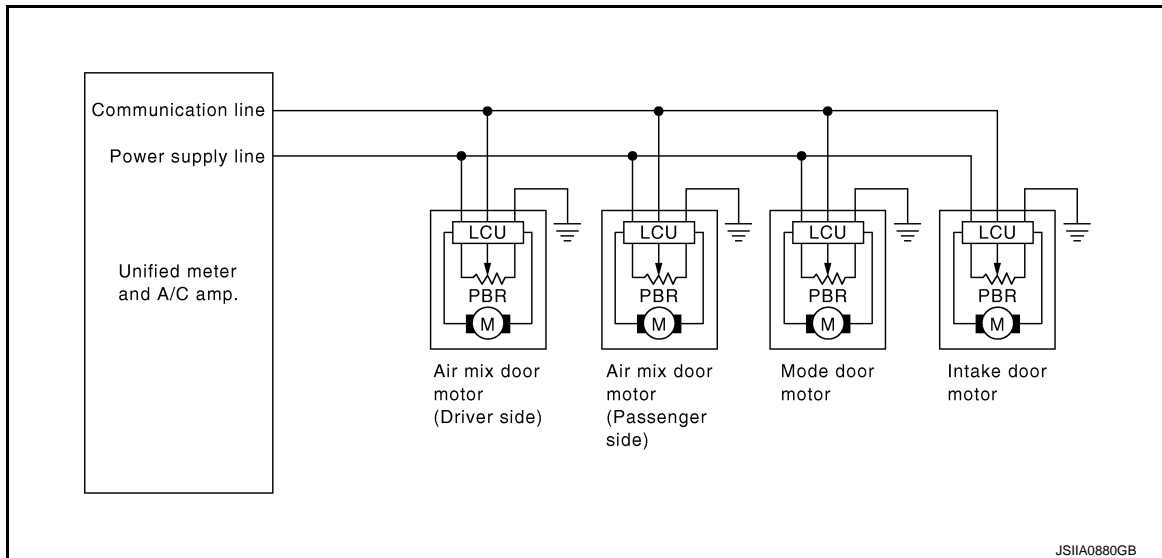 Communication line
Power supply line
Unified meter
and A/C amp.
LCU
PBR
M
Air mix door
motor
(Driver side)
LCU
PBR
M
Air mix door
motor
(Passenger
side)
LCU
PBR
M
Mode door
motor
LCU
PBR
M
Intake door
motor
JSIIA0880GB